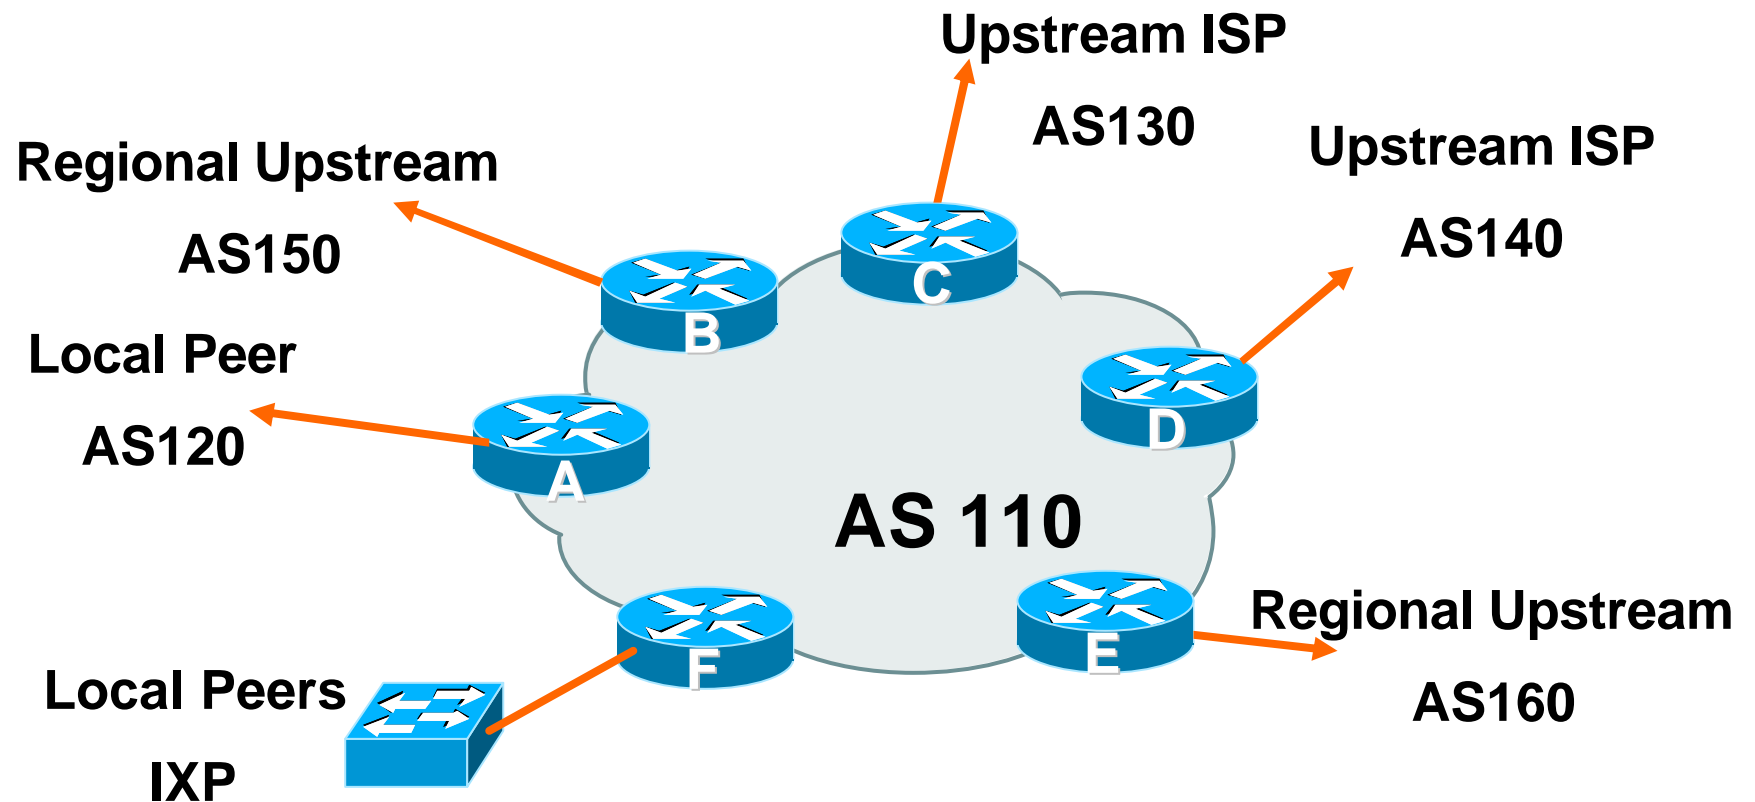 Upstream ISP
AS130
Upstream ISP
AS140
Regional Upstream
AS150
Local Peer
AS120
C
B
D
A
AS 110
E
F
Regional Upstream
AS160
Local Peers
IXP